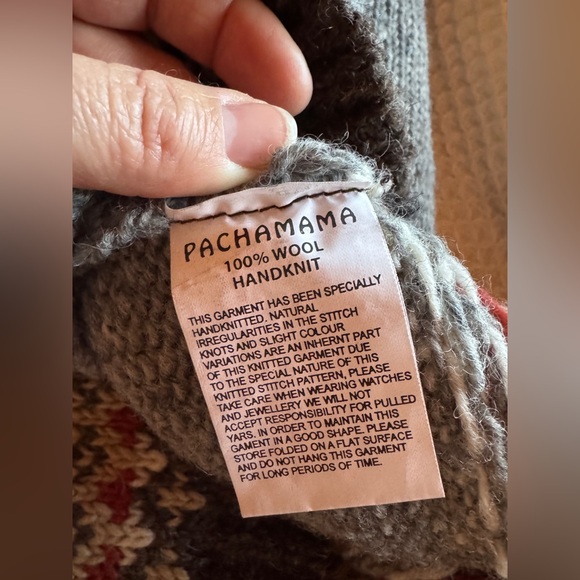 PACHAMAMA
100% WOOL
HANDKNIT
THIS GARMENT HAS BEEN SPECIALLY
HANDKNITTED. NATURAL
IRREGULARITIES IN THE STITCH
KNOTS AND SLIGHT COLOUR
VARIATIONS ARE AN INHERNT PART
OF THIS KNITTED GARMENT DUE
TO THE SPECIAL NATURE OF THIS
KNITTED STITCH PATTERN, PLEASE
TAKE CARE WHEN WEARING WATCHES
AND JEWELLERY WE WILL NOT
ACCEPT RESPONSIBILITY FOR PULLED
YARNS. IN ORDER TO MAINTAIN THIS
GAMENT IN A GOOD SHAPE. PLEASE
STORE FOLDED ON A FLAT SURFACE
AND DO NOT HANG THIS GARMENT
FOR LONG PERIODS OF TIME.